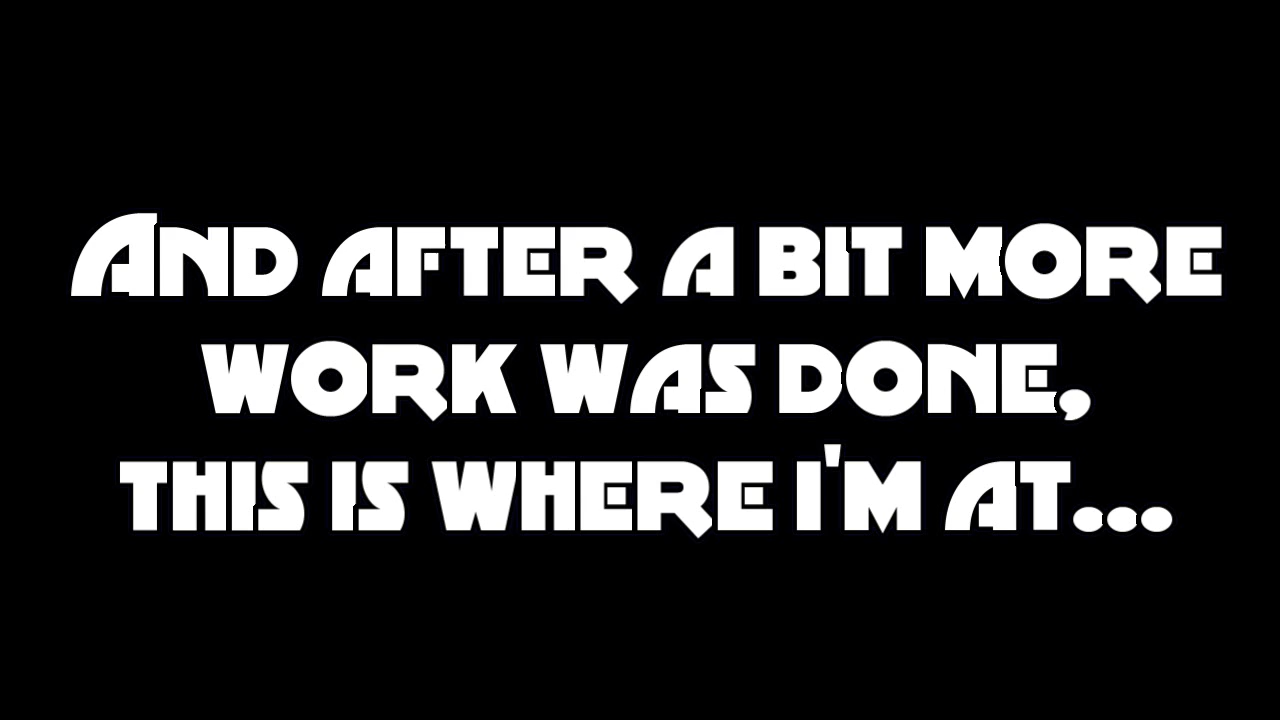 And after a bit more
work was done,
this is where I'm at...